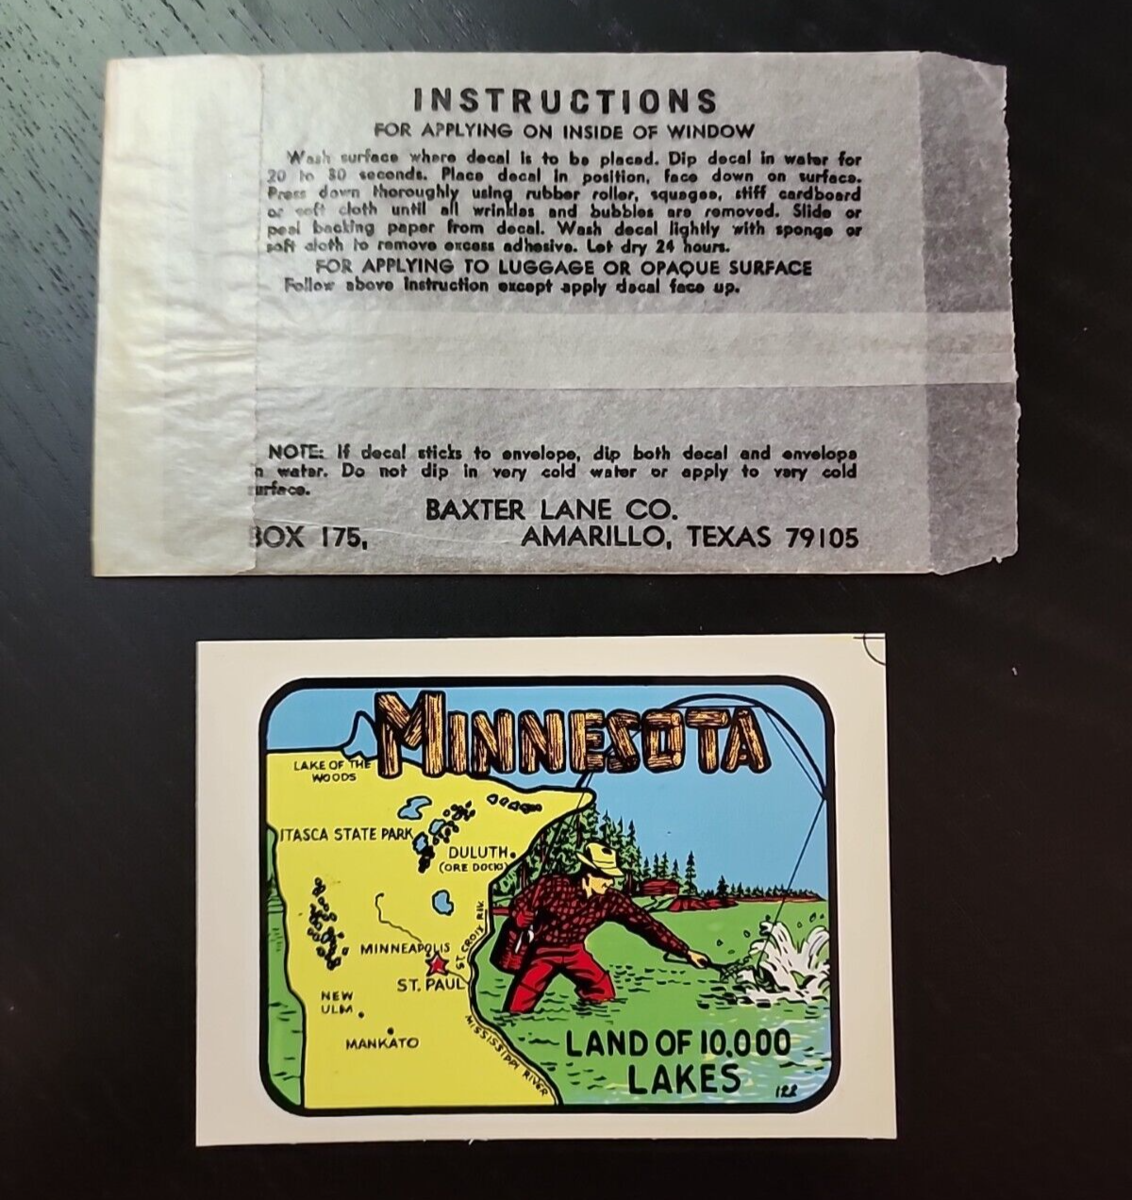 INSTRUCTIONS
FOR APPLYING ON INSIDE OF WINDOW
Wash surface where decal is to be placed. Dip decal in water for
20 to 30 seconds. Place decal in position, face down on surface.
Press down thoroughly using rubber roller, squegee, stiff cardboard
or soft cloth until all wrinkles and bubbles are removed. Slide or
peel backing paper from decal. Wash decal lightly with sponge or
soft cloth to remove excess adhesive. Let dry 24 hours.
FOR APPLYING TO LUGGAGE OR OPAQUE SURFACE
Follow above instruction except apply decal face up.
NOTE: If decal sticks to envelope, dip both decal and envelope
n water. Do not dip in very cold water or apply to very cold
urface.
BAXTER LANE CO.
BOX 175, AMARILLO, TEXAS 79105
MINNESOTA
LAKE OF THE
WOODS
ITASCA STATE PARK
DULUTH
(ORE DOCKS)
ST. CROIX RIV.
MINNEAPOLIS
ST. PAUL
NEW
ULM
MANKATO
MISSISSIPPI RIVER
LAND OF 10,000
LAKES
122